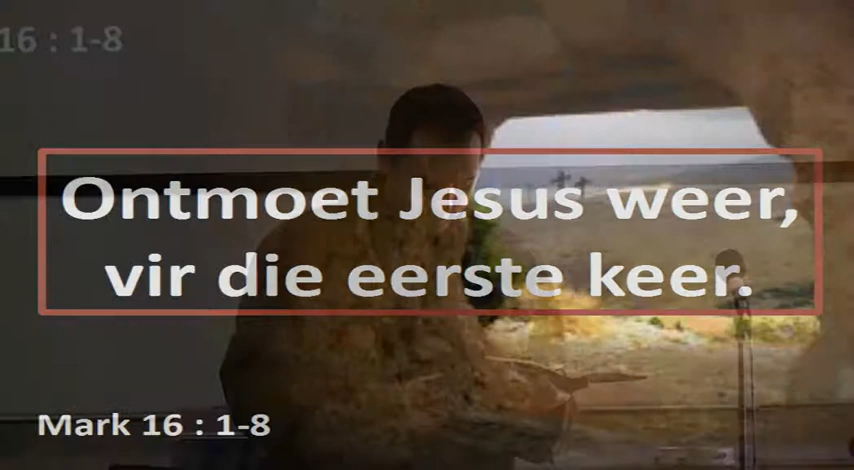 16 : 1-8
Ontmoet Jesus weer,
vir die eerste keer.
Mark 16 : 1-8